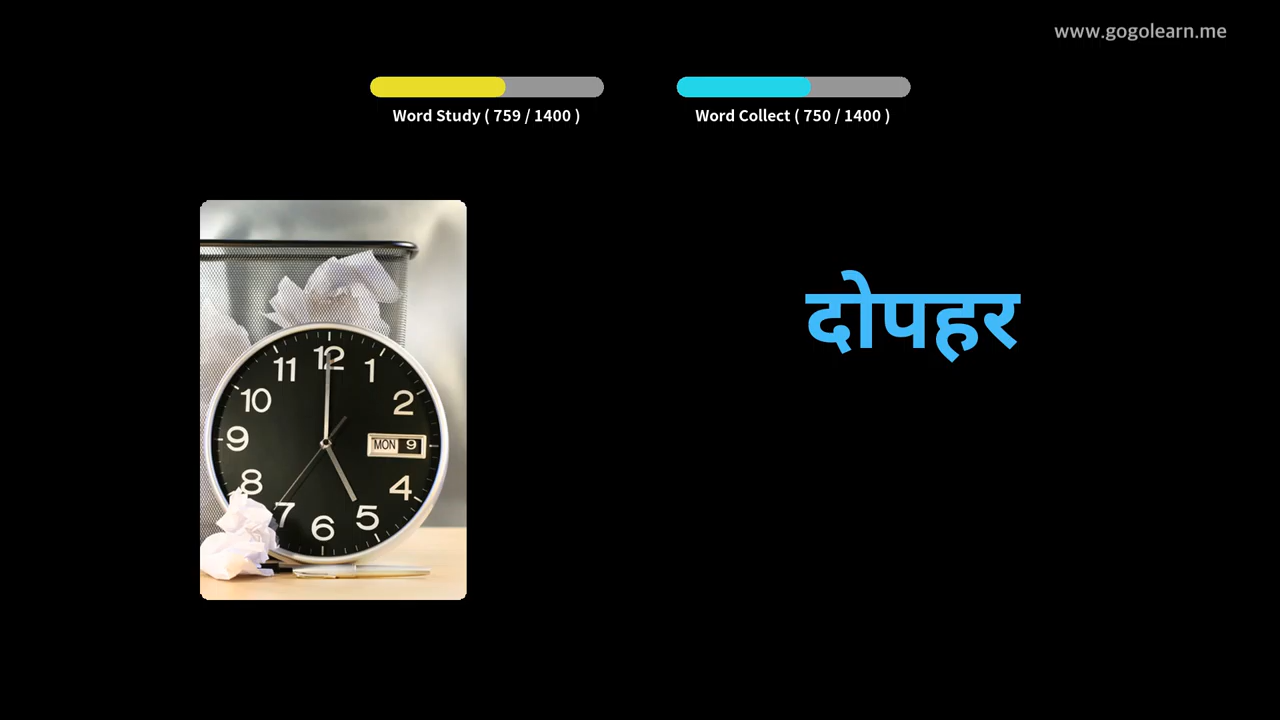 www.gogolearn.me
Word Study ( 759 / 1400 )
Word Collect ( 750 / 1400 )
दोपहर
12
11
1
10
2
9
MON 9
8
4
7
5
6